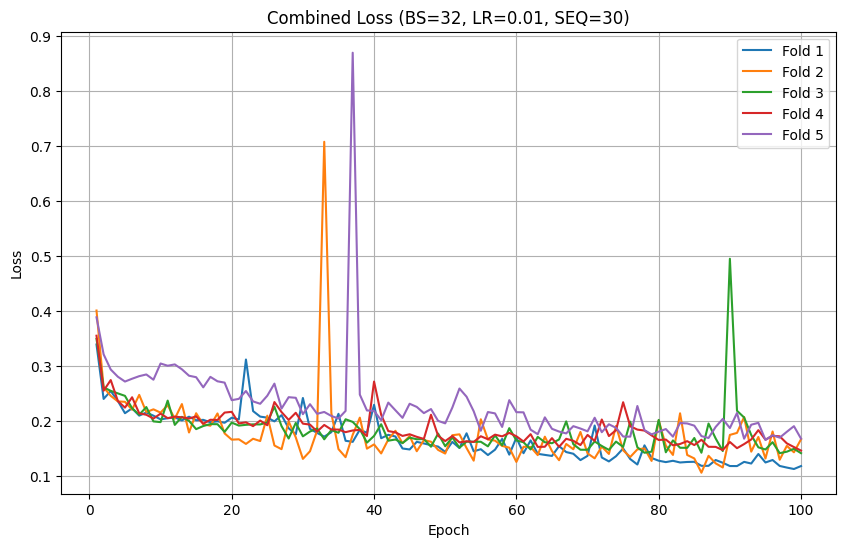 Combined Loss (BS=32, LR=0.01, SEQ=30)
Fold 1
Fold 2
Fold 3
Fold 4
Fold 5
Loss
0.9
0.8
0.7
0.6
0.5
0.4
0.3
0.2
0.1
0 20 40 60 80 100
Epoch